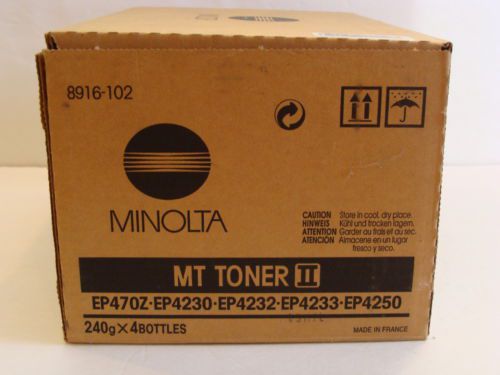 8916-102
MINOLTA
CAUTION Store in cool, dry place.
HINWEIS Kühl und trocken lagern.
ATTENTION Garder au frais et au sec.
ATENCIÓN Almacene en un lugar
fresco y seco.
MT TONER II
EP470Z·EP4230·EP4232·EP4233·EP4250
240g×4BOTTLES
MADE IN FRANCE